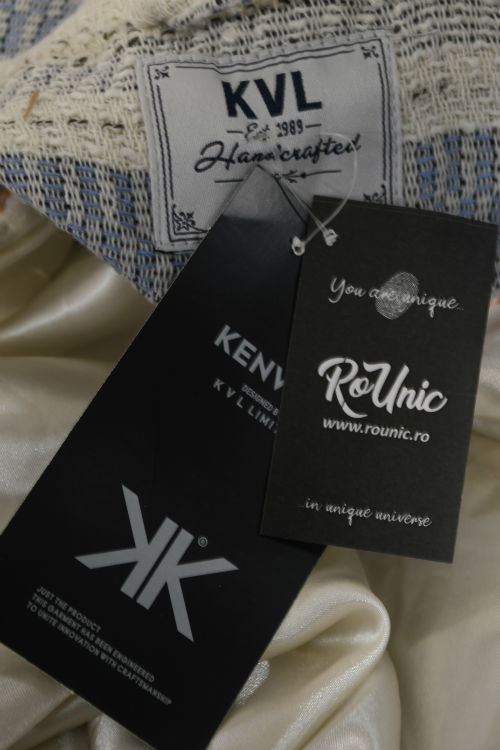 KVL
Est 1989
Handcrafted
KENV
DESIGNED B
KVL LIMI
KK®
JUST THE PRODUCT
THIS GARMENT HAS BEEN ENGINEERED
TO UNITE INNOVATION WITH CRAFTSMANSHIP
You are unique...
RoUnic
www.rounic.ro
...in unique universe